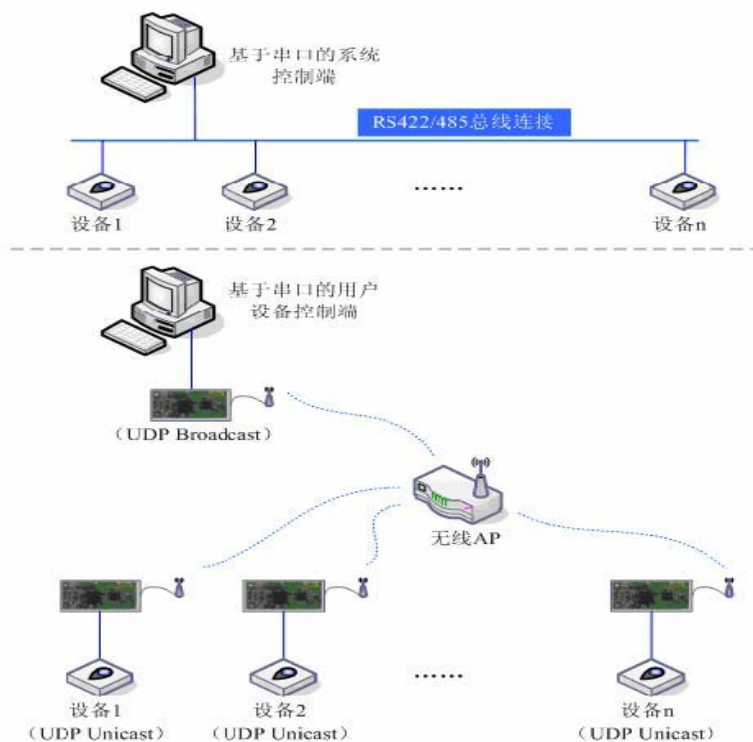 基于串口的系统
控制端
RS422/485总线连接
设备1
设备2
……
设备n
基于串口的用户
设备控制端
（UDP Broadcast）
无线AP
……
设备1
设备2
设备n
（UDP Unicast）
（UDP Unicast）
（UDP Unicast）